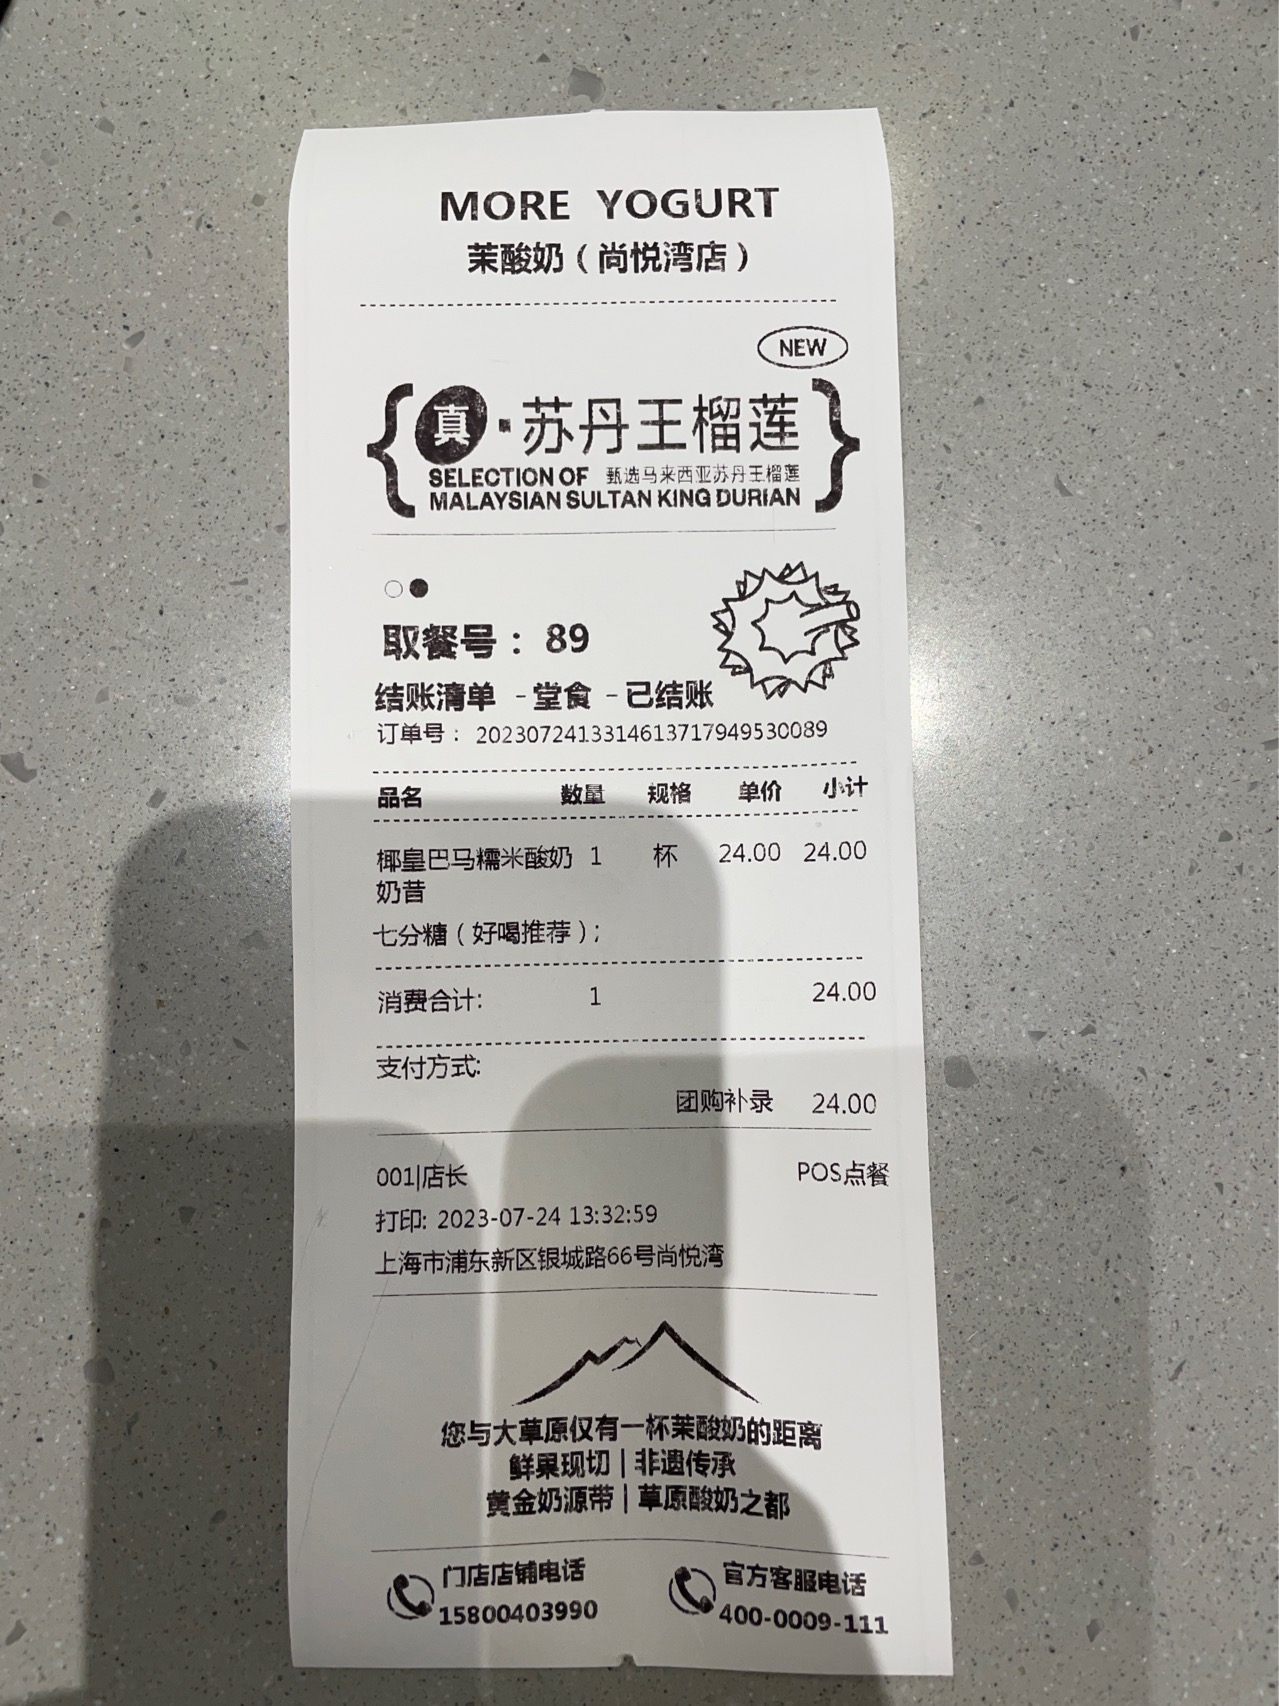 MORE YOGURT
茉酸奶（尚悦湾店）
NEW
真·苏丹王榴莲
SELECTION OF 甄选马来西亚苏丹王榴莲
MALAYSIAN SULTAN KING DURIAN
取餐号：89
结账清单 -堂食 -已结账
订单号：20230724133146137179495300​89
品名 数量 规格 单价 小计
椰皇巴马糯米酸奶 1 杯 24.00 24.00
奶昔
七分糖（好喝推荐）;
消费合计: 1 24.00
支付方式:
团购补录 24.00
001|店长 POS点餐
打印: 2023-07-24 13:32:59
上海市浦东新区银城路66号尚悦湾
您与大草原仅有一杯茉酸奶的距离
鲜果现切｜非遗传承
黄金奶源带｜草原酸奶之都
门店店铺电话 官方客服电话
15800403990 400-0009-111